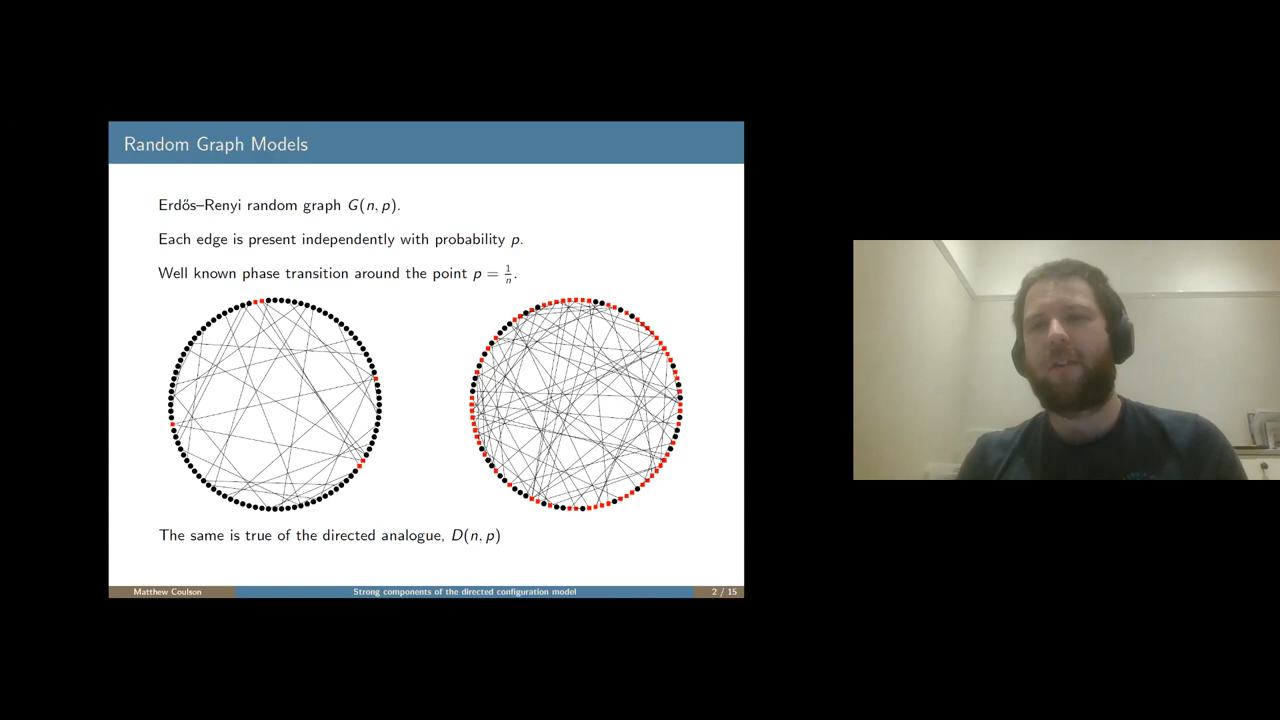 Random Graph Models
Erdős–Renyi random graph G(n, p).
Each edge is present independently with probability p.
Well known phase transition around the point p = 1/n.
The same is true of the directed analogue, D(n, p)
Matthew Coulson
Strong components of the directed configuration model
2 / 15